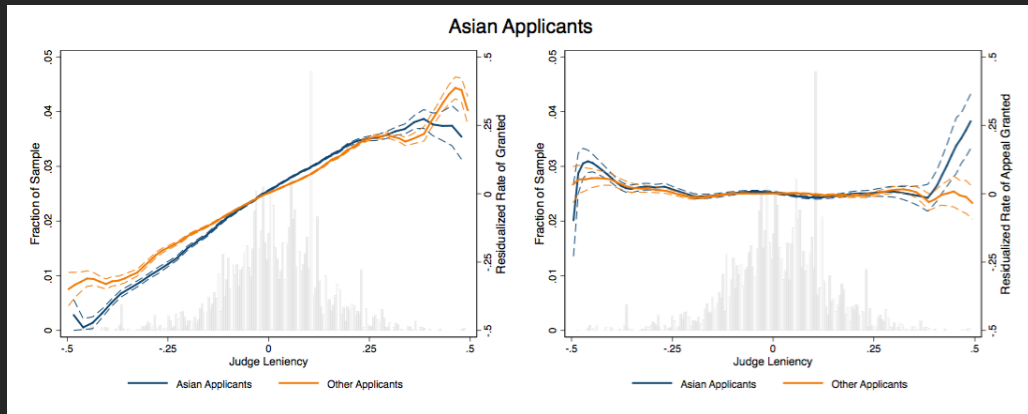 Asian Applicants
Fraction of Sample
.05
.04
.03
.02
.01
0
.5
.25
0
-.25
-.5
Residualized Rate of Granted
-.5
-.25
0
.25
.5
Judge Leniency
Asian Applicants
Other Applicants
Fraction of Sample
.05
.04
.03
.02
.01
0
.5
.25
0
-.25
-.5
Residualized Rate of Appeal Granted
-.5
-.25
0
.25
.5
Judge Leniency
Asian Applicants
Other Applicants